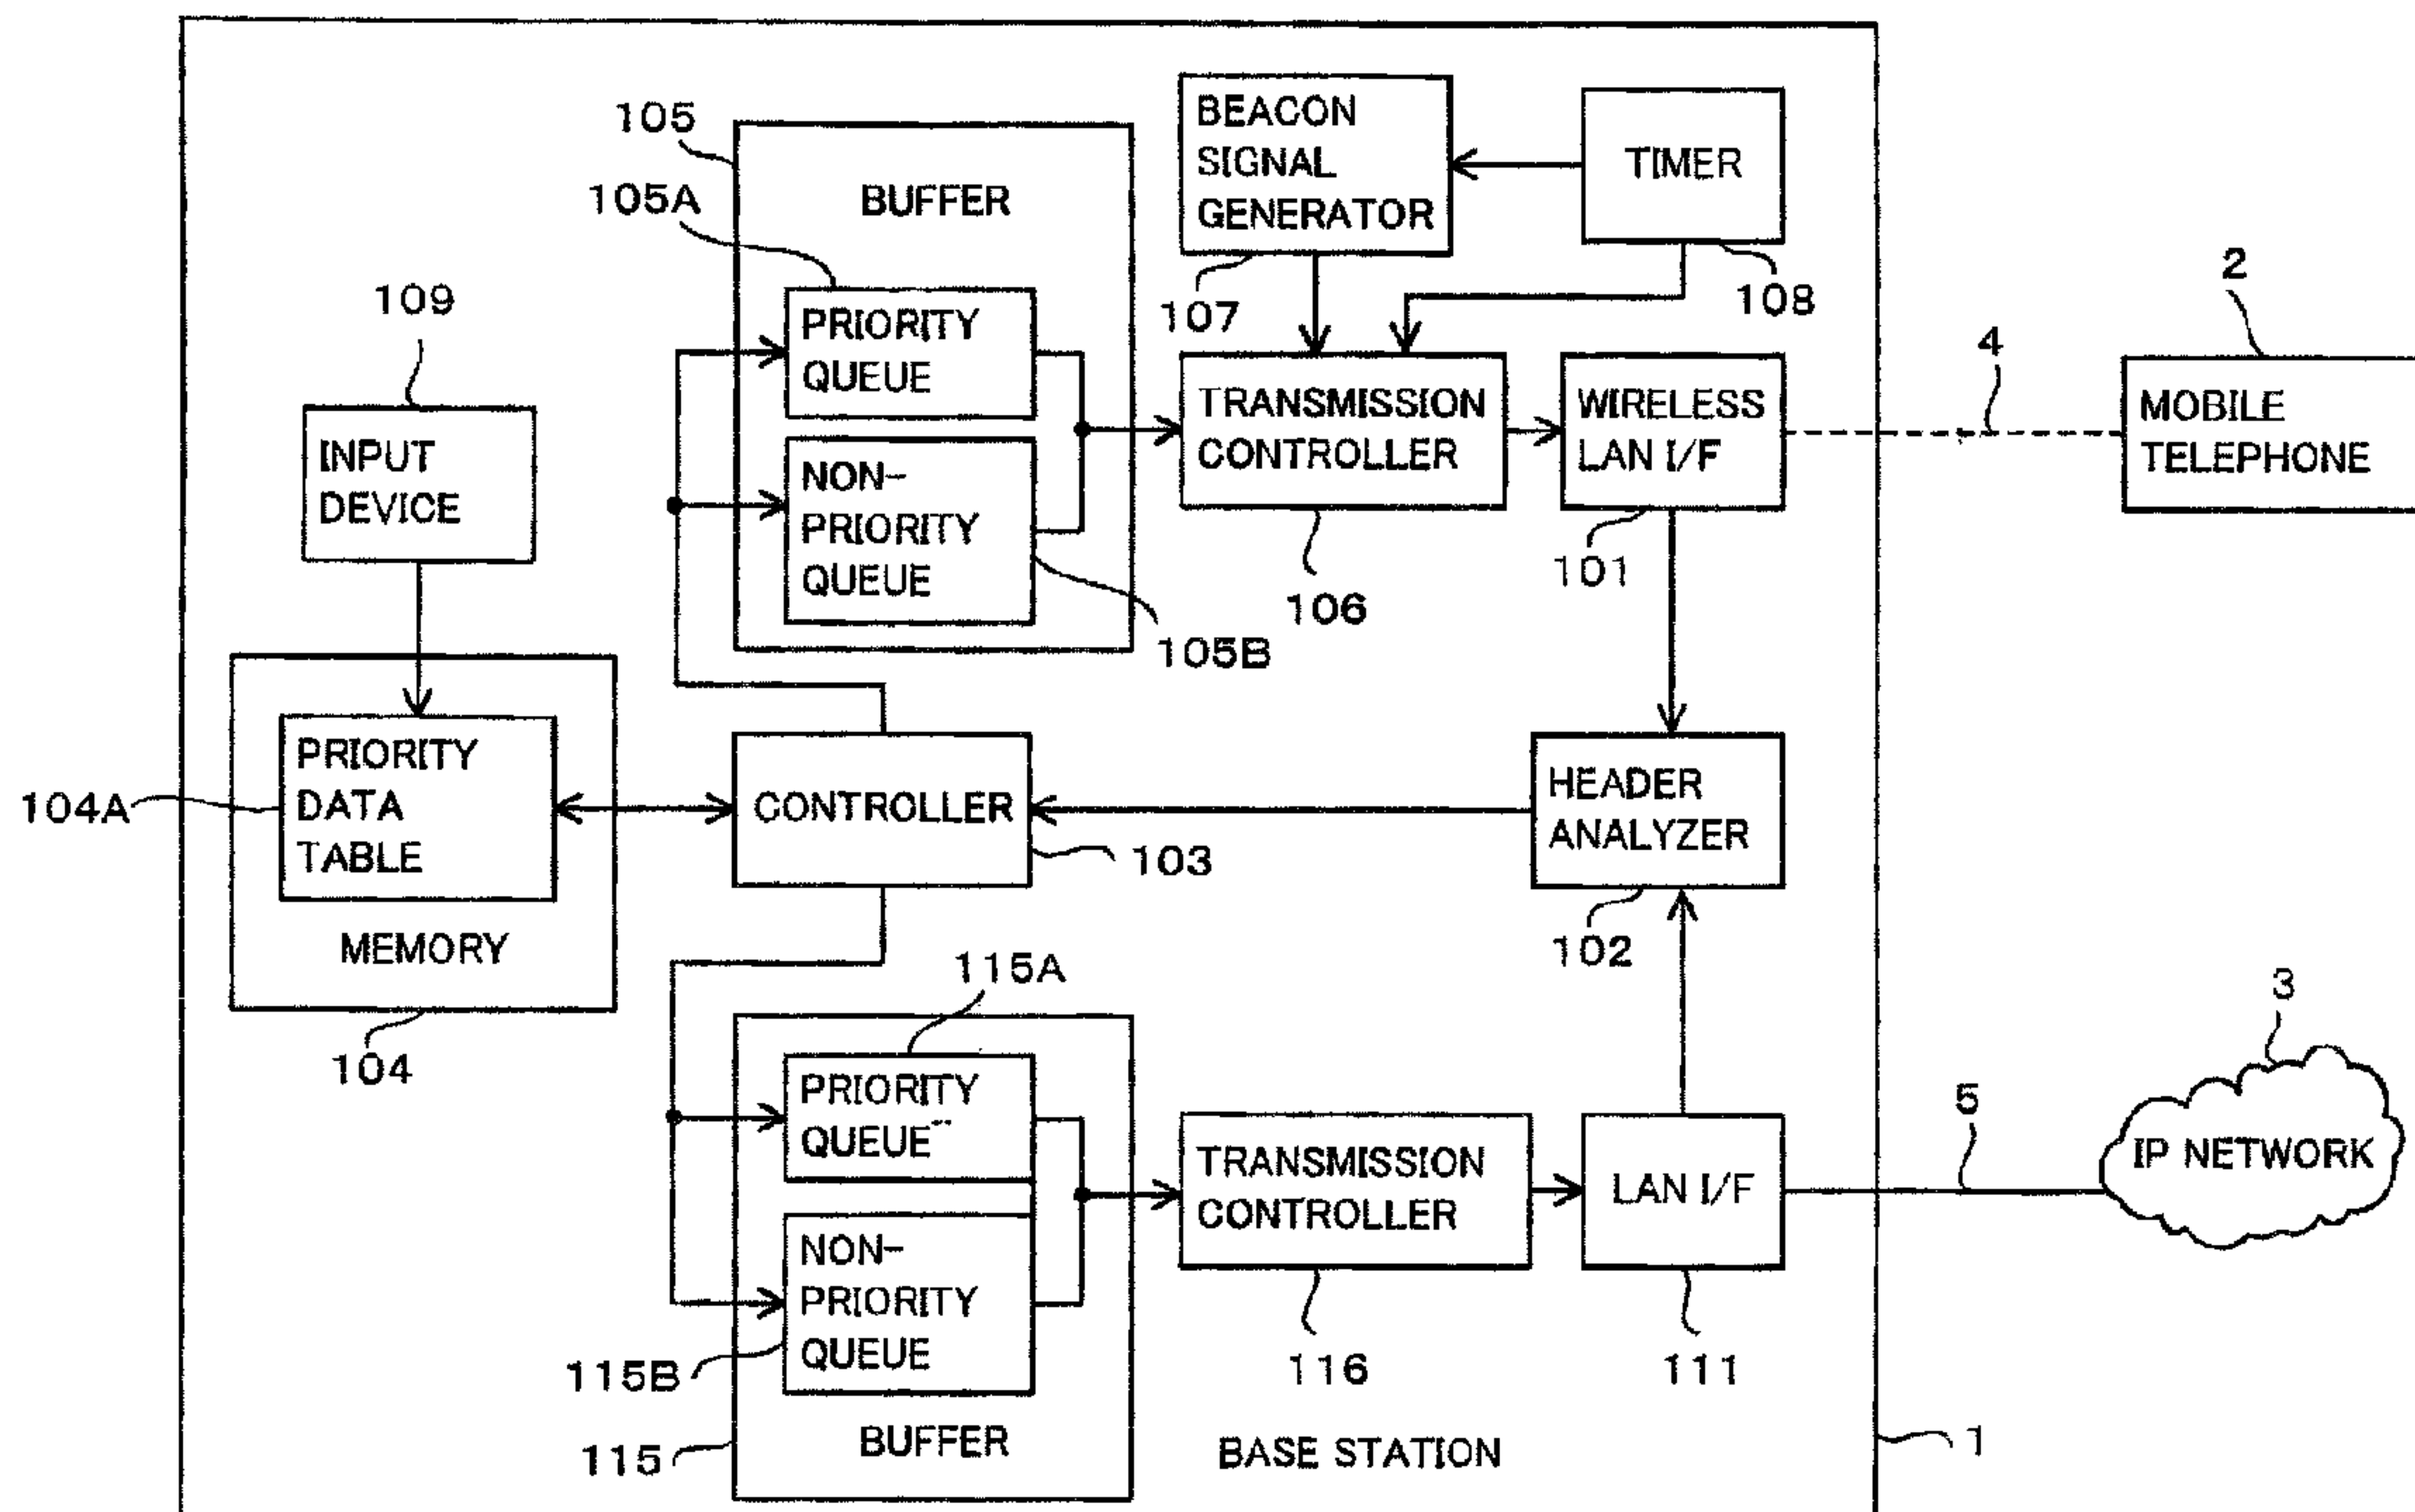 105
BUFFER
105A
PRIORITY
QUEUE
NON-
PRIORITY
QUEUE
105B
BEACON
SIGNAL
GENERATOR
107
TIMER
108
109
INPUT
DEVICE
TRANSMISSION
CONTROLLER
106
WIRELESS
LAN I/F
101
4
2
MOBILE
TELEPHONE
104A
PRIORITY
DATA
TABLE
MEMORY
104
CONTROLLER
103
HEADER
ANALYZER
102
115A
PRIORITY
QUEUE
NON-
PRIORITY
QUEUE
115B
BUFFER
115
TRANSMISSION
CONTROLLER
116
LAN I/F
111
5
3
IP NETWORK
BASE STATION
1